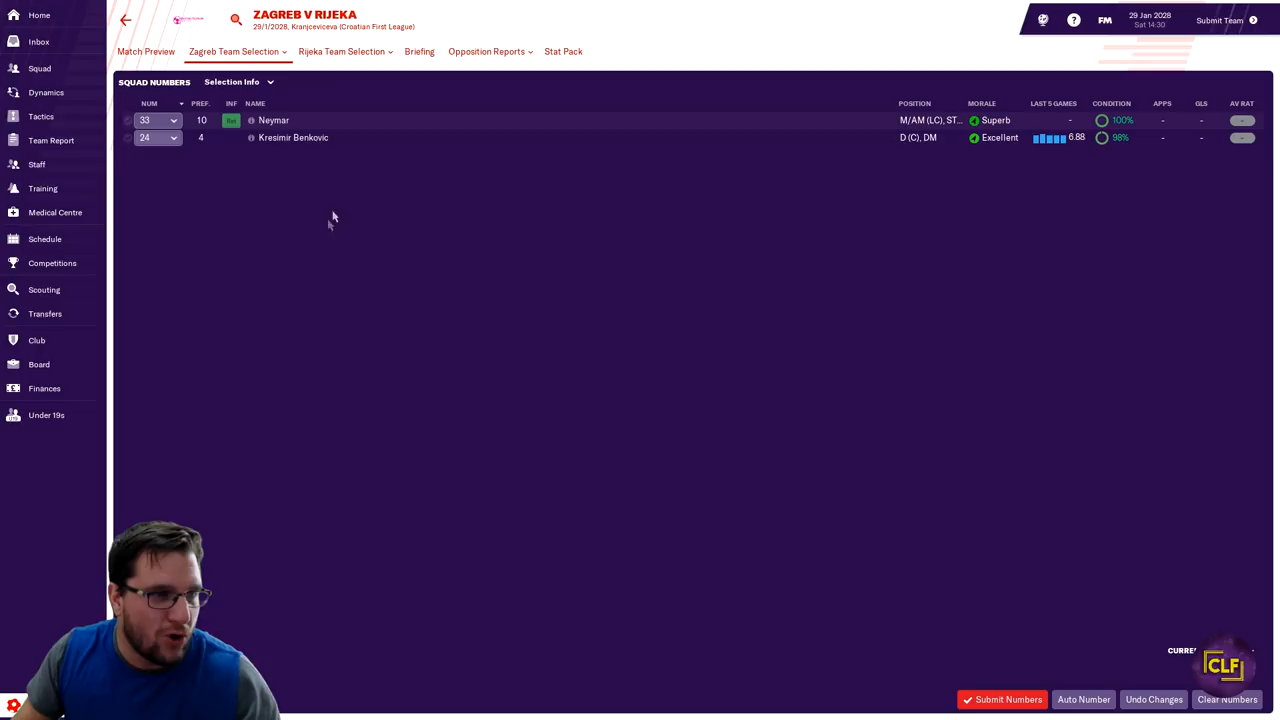 Home
Inbox
Squad
Dynamics
Tactics
Team Report
Staff
Training
Medical Centre
Schedule
Competitions
Scouting
Transfers
Club
Board
Finances
Under 19s
ZAGREB V RIJEKA
29/1/2028, Kranjceviceva (Croatian First League)
? FM 29 Jan 2028
Sat 14:30
Submit Team
Match Preview Zagreb Team Selection Rijeka Team Selection Briefing Opposition Reports Stat Pack
SQUAD NUMBERS Selection Info
NUM PREF. INF NAME POSITION MORALE LAST 5 GAMES CONDITION APPS GLS AV RAT
33 10 Ret Neymar M/AM (LC), ST... Superb - 100% - - -
24 4 Kresimir Benkovic D (C), DM Excellent 6.88 98% - - -
CLF
Submit Numbers Auto Number Undo Changes Clear Numbers